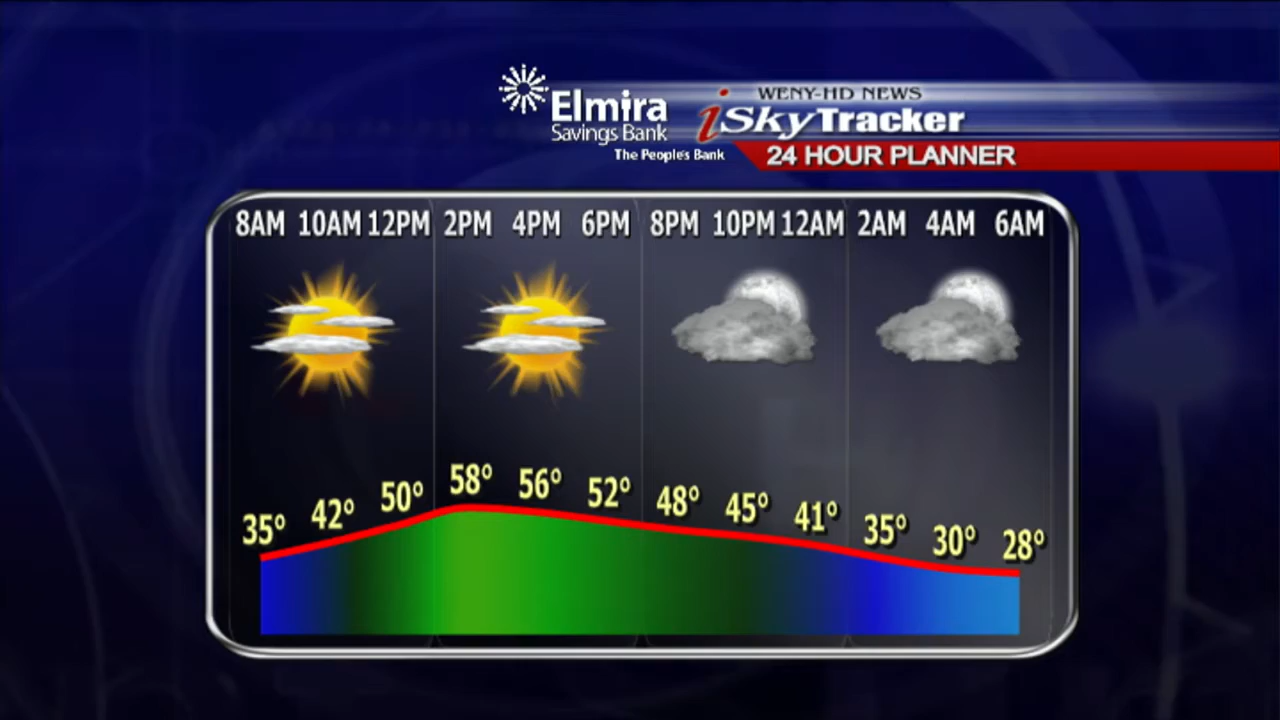 Elmira
Savings Bank
The People's Bank
WENY-HD NEWS
iSkyTracker
24 HOUR PLANNER
8AM 10AM 12PM 2PM 4PM 6PM 8PM 10PM 12AM 2AM 4AM 6AM
35° 42° 50° 58° 56° 52° 48° 45° 41° 35° 30° 28°